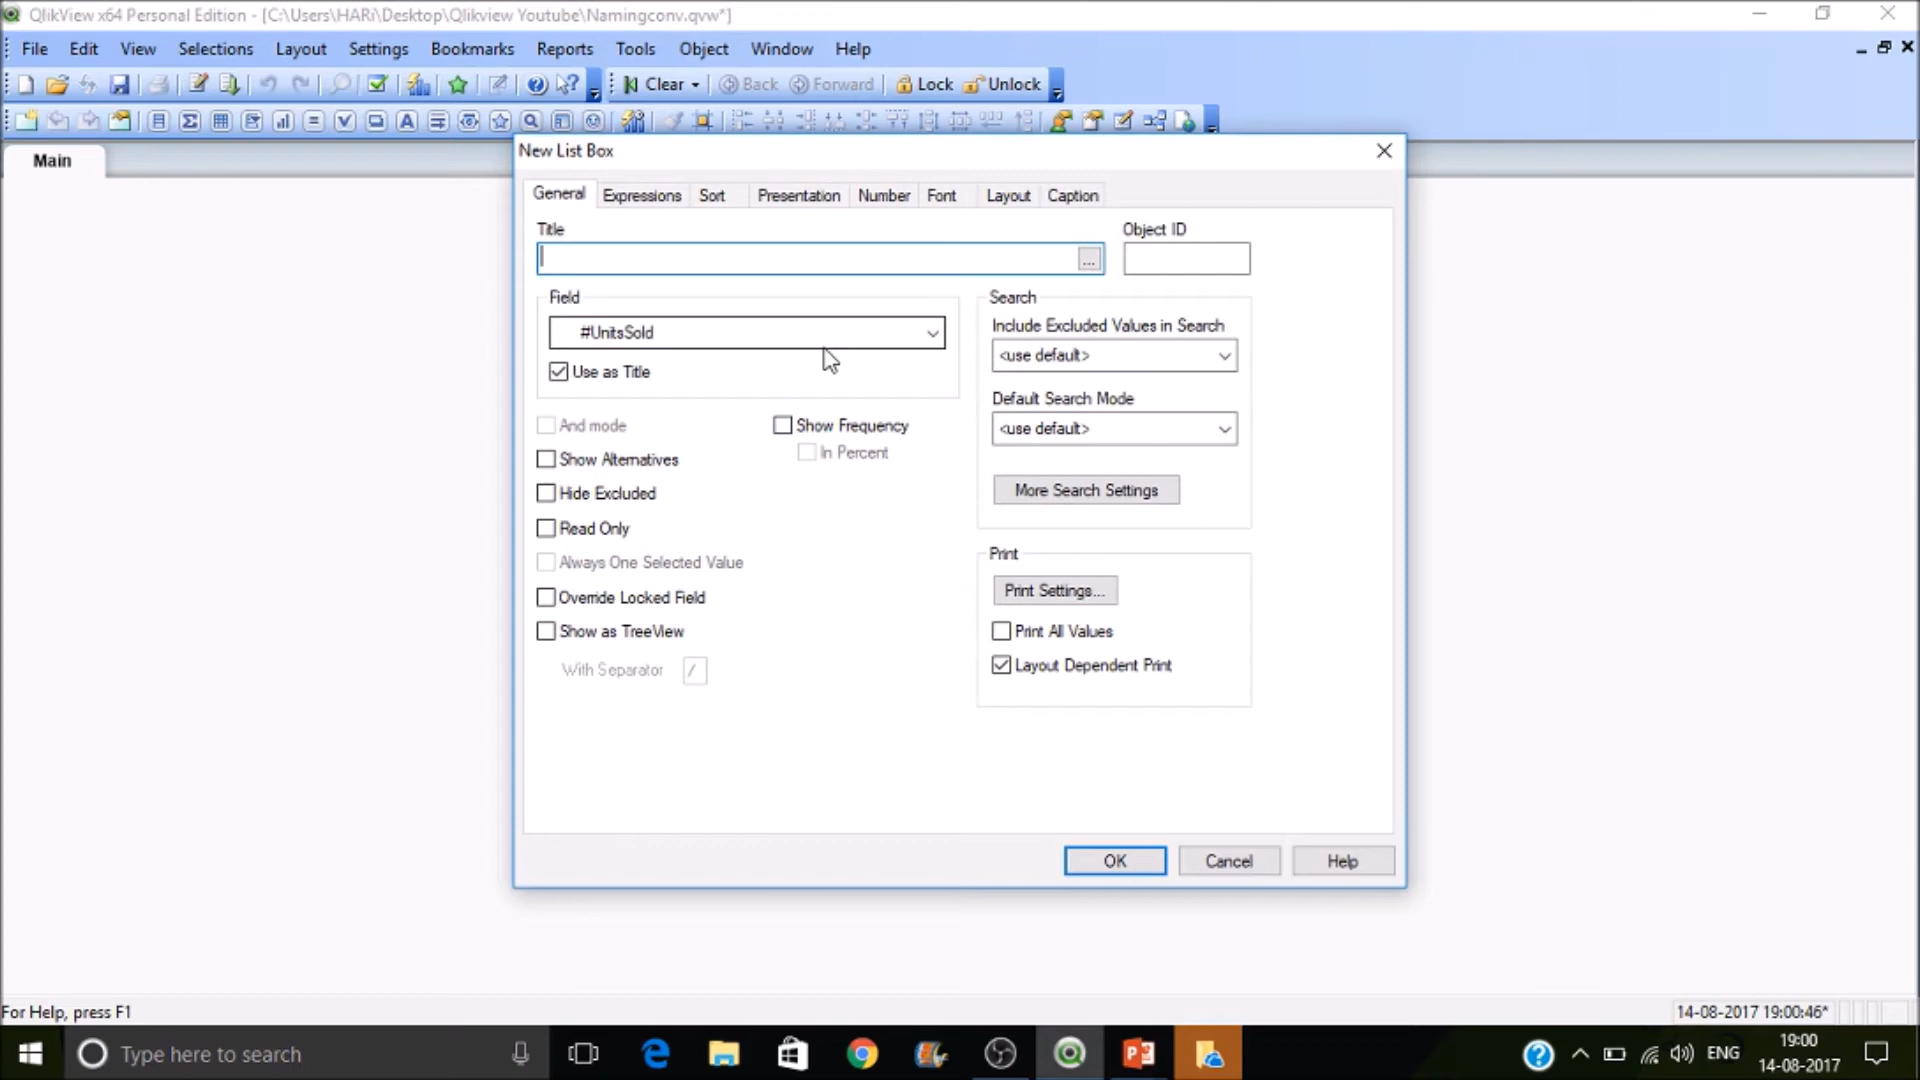 QlikView x64 Personal Edition - [C:\Users\HARi\Desktop\Qlikview Youtube\Namingconv.qvw*]
File Edit View Selections Layout Settings Bookmarks Reports Tools Object Window Help
Clear Back Forward Lock Unlock
Main
New List Box
General Expressions Sort Presentation Number Font Layout Caption
Title Object ID
...
Field Search
#UnitsSold
Include Excluded Values in Search
<use default>
Use as Title
Default Search Mode
And mode Show Frequency <use default>
In Percent
Show Alternatives
Hide Excluded More Search Settings
Read Only
Print
Always One Selected Value
Print Settings...
Override Locked Field
Show as TreeView Print All Values
With Separator / Layout Dependent Print
OK Cancel Help
For Help, press F1 14-08-2017 19:00:46*
Type here to search ENG 19:00
14-08-2017